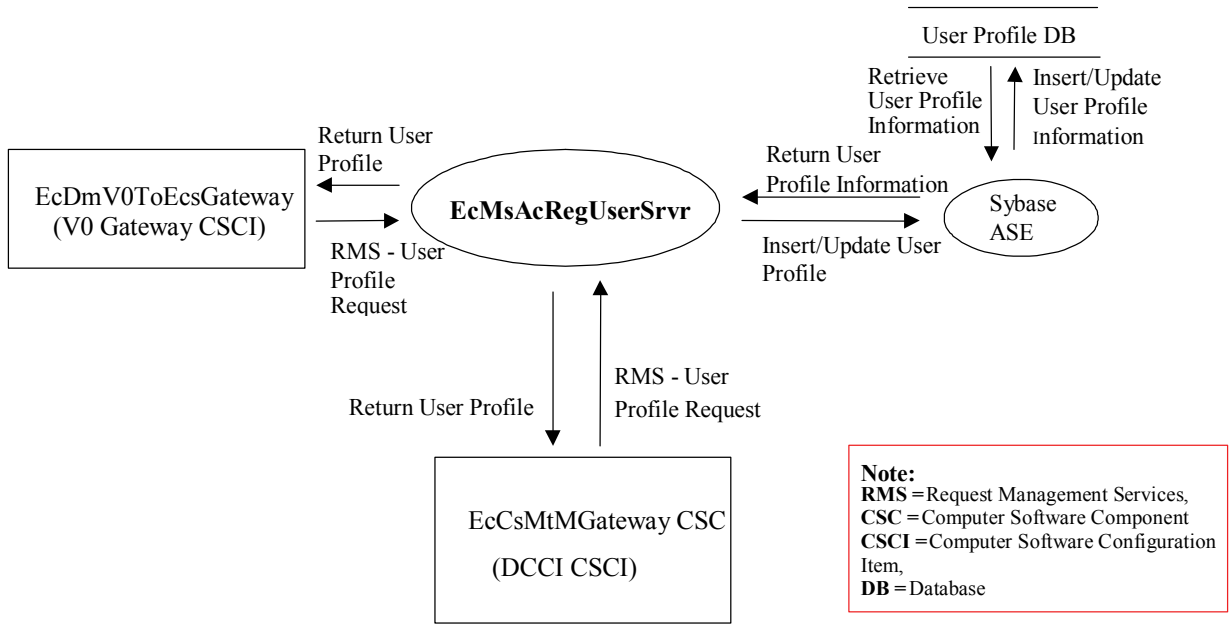 User Profile DB
Retrieve
User Profile
Information
Insert/Update
User Profile
Information
Return User
Profile
Return User
Profile Information
EcDmV0ToEcsGateway
(V0 Gateway CSCI)
EcMsAcRegUserSrvr
Sybase
ASE
RMS - User
Profile
Request
Insert/Update User
Profile
Return User Profile
RMS - User
Profile Request
EcCsMtMGateway CSC
(DCCI CSCI)
Note:
RMS = Request Management Services,
CSC = Computer Software Component
CSCI = Computer Software Configuration
Item,
DB = Database